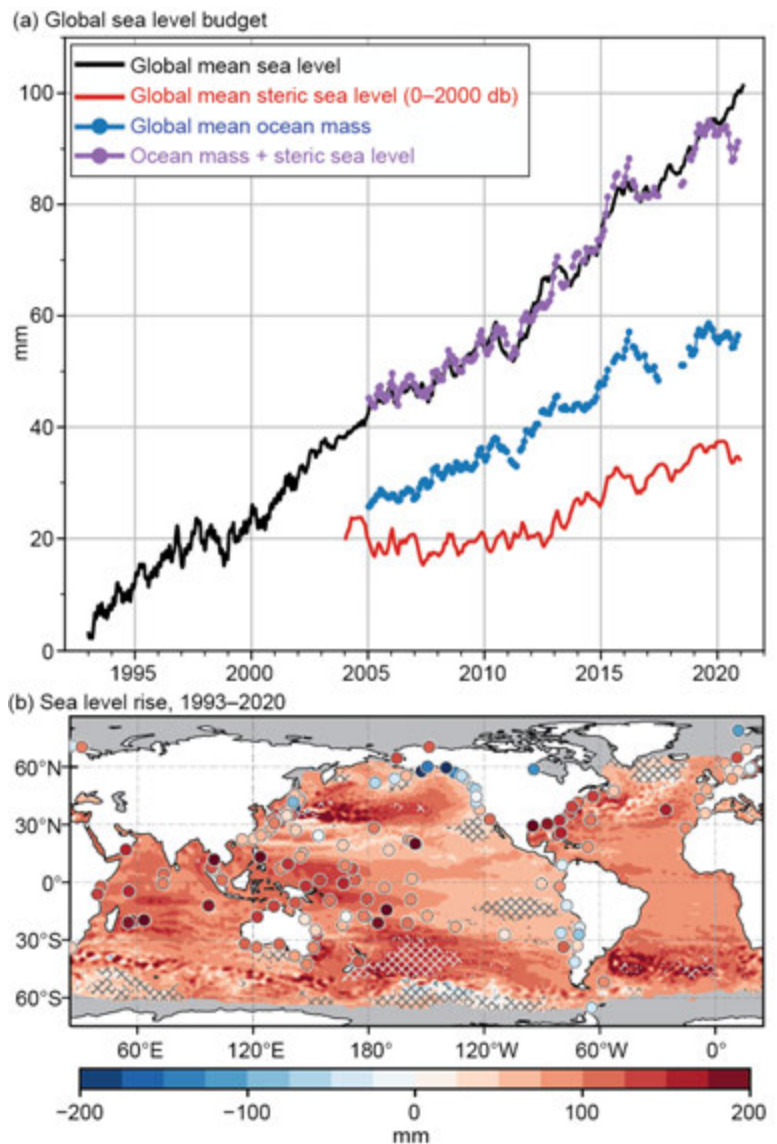 (a) Global sea level budget
Global mean sea level
Global mean steric sea level (0–2000 db)
Global mean ocean mass
Ocean mass + steric sea level
100
80
60
40
20
0
mm
1995 2000 2005 2010 2015 2020
(b) Sea level rise, 1993–2020
60°N
30°N
0°
30°S
60°S
60°E 120°E 180° 120°W 60°W 0°
−200 −100 0 100 200
mm